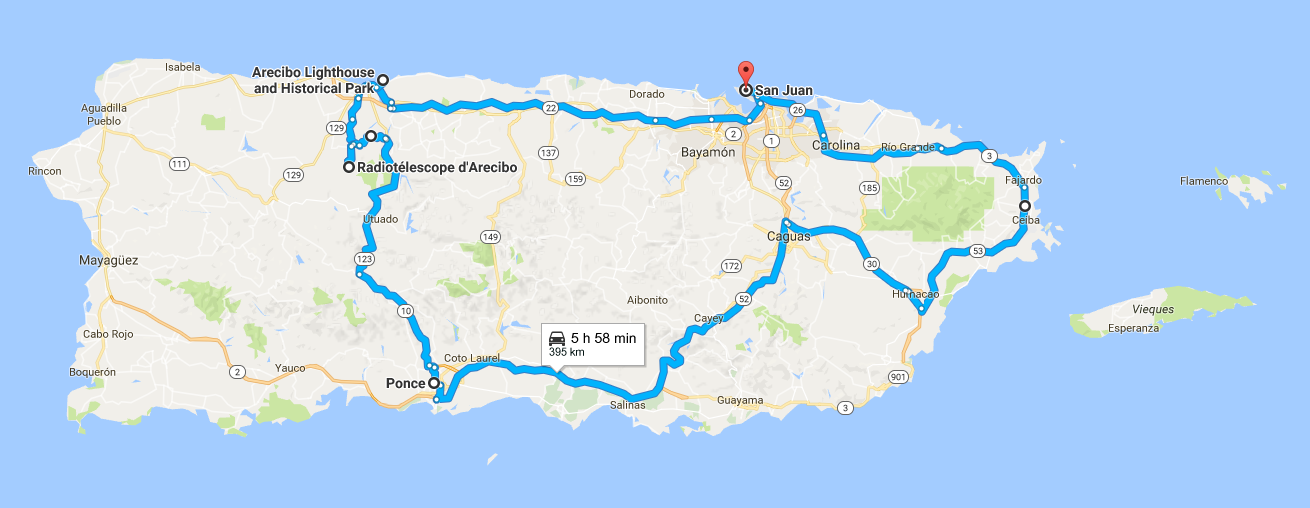 Isabela
Arecibo Lighthouse
and Historical Park
San Juan
Dorado
Aguadilla
Pueblo
22
26
129
2
1
Carolina
Río Grande
3
137
Bayamón
111
Radiotélescope d'Arecibo
Rincon
129
159
52
185
Fajardo
Flamenco
Utuado
Ceiba
149
Caguas
53
Mayagüez
123
172
30
Humacao
52
Aibonito
10
Cayey
Vieques
Esperanza
Cabo Rojo
5 h 58 min
395 km
Coto Laurel
Boquerón
2
Yauco
Ponce
901
Salinas
Guayama
3